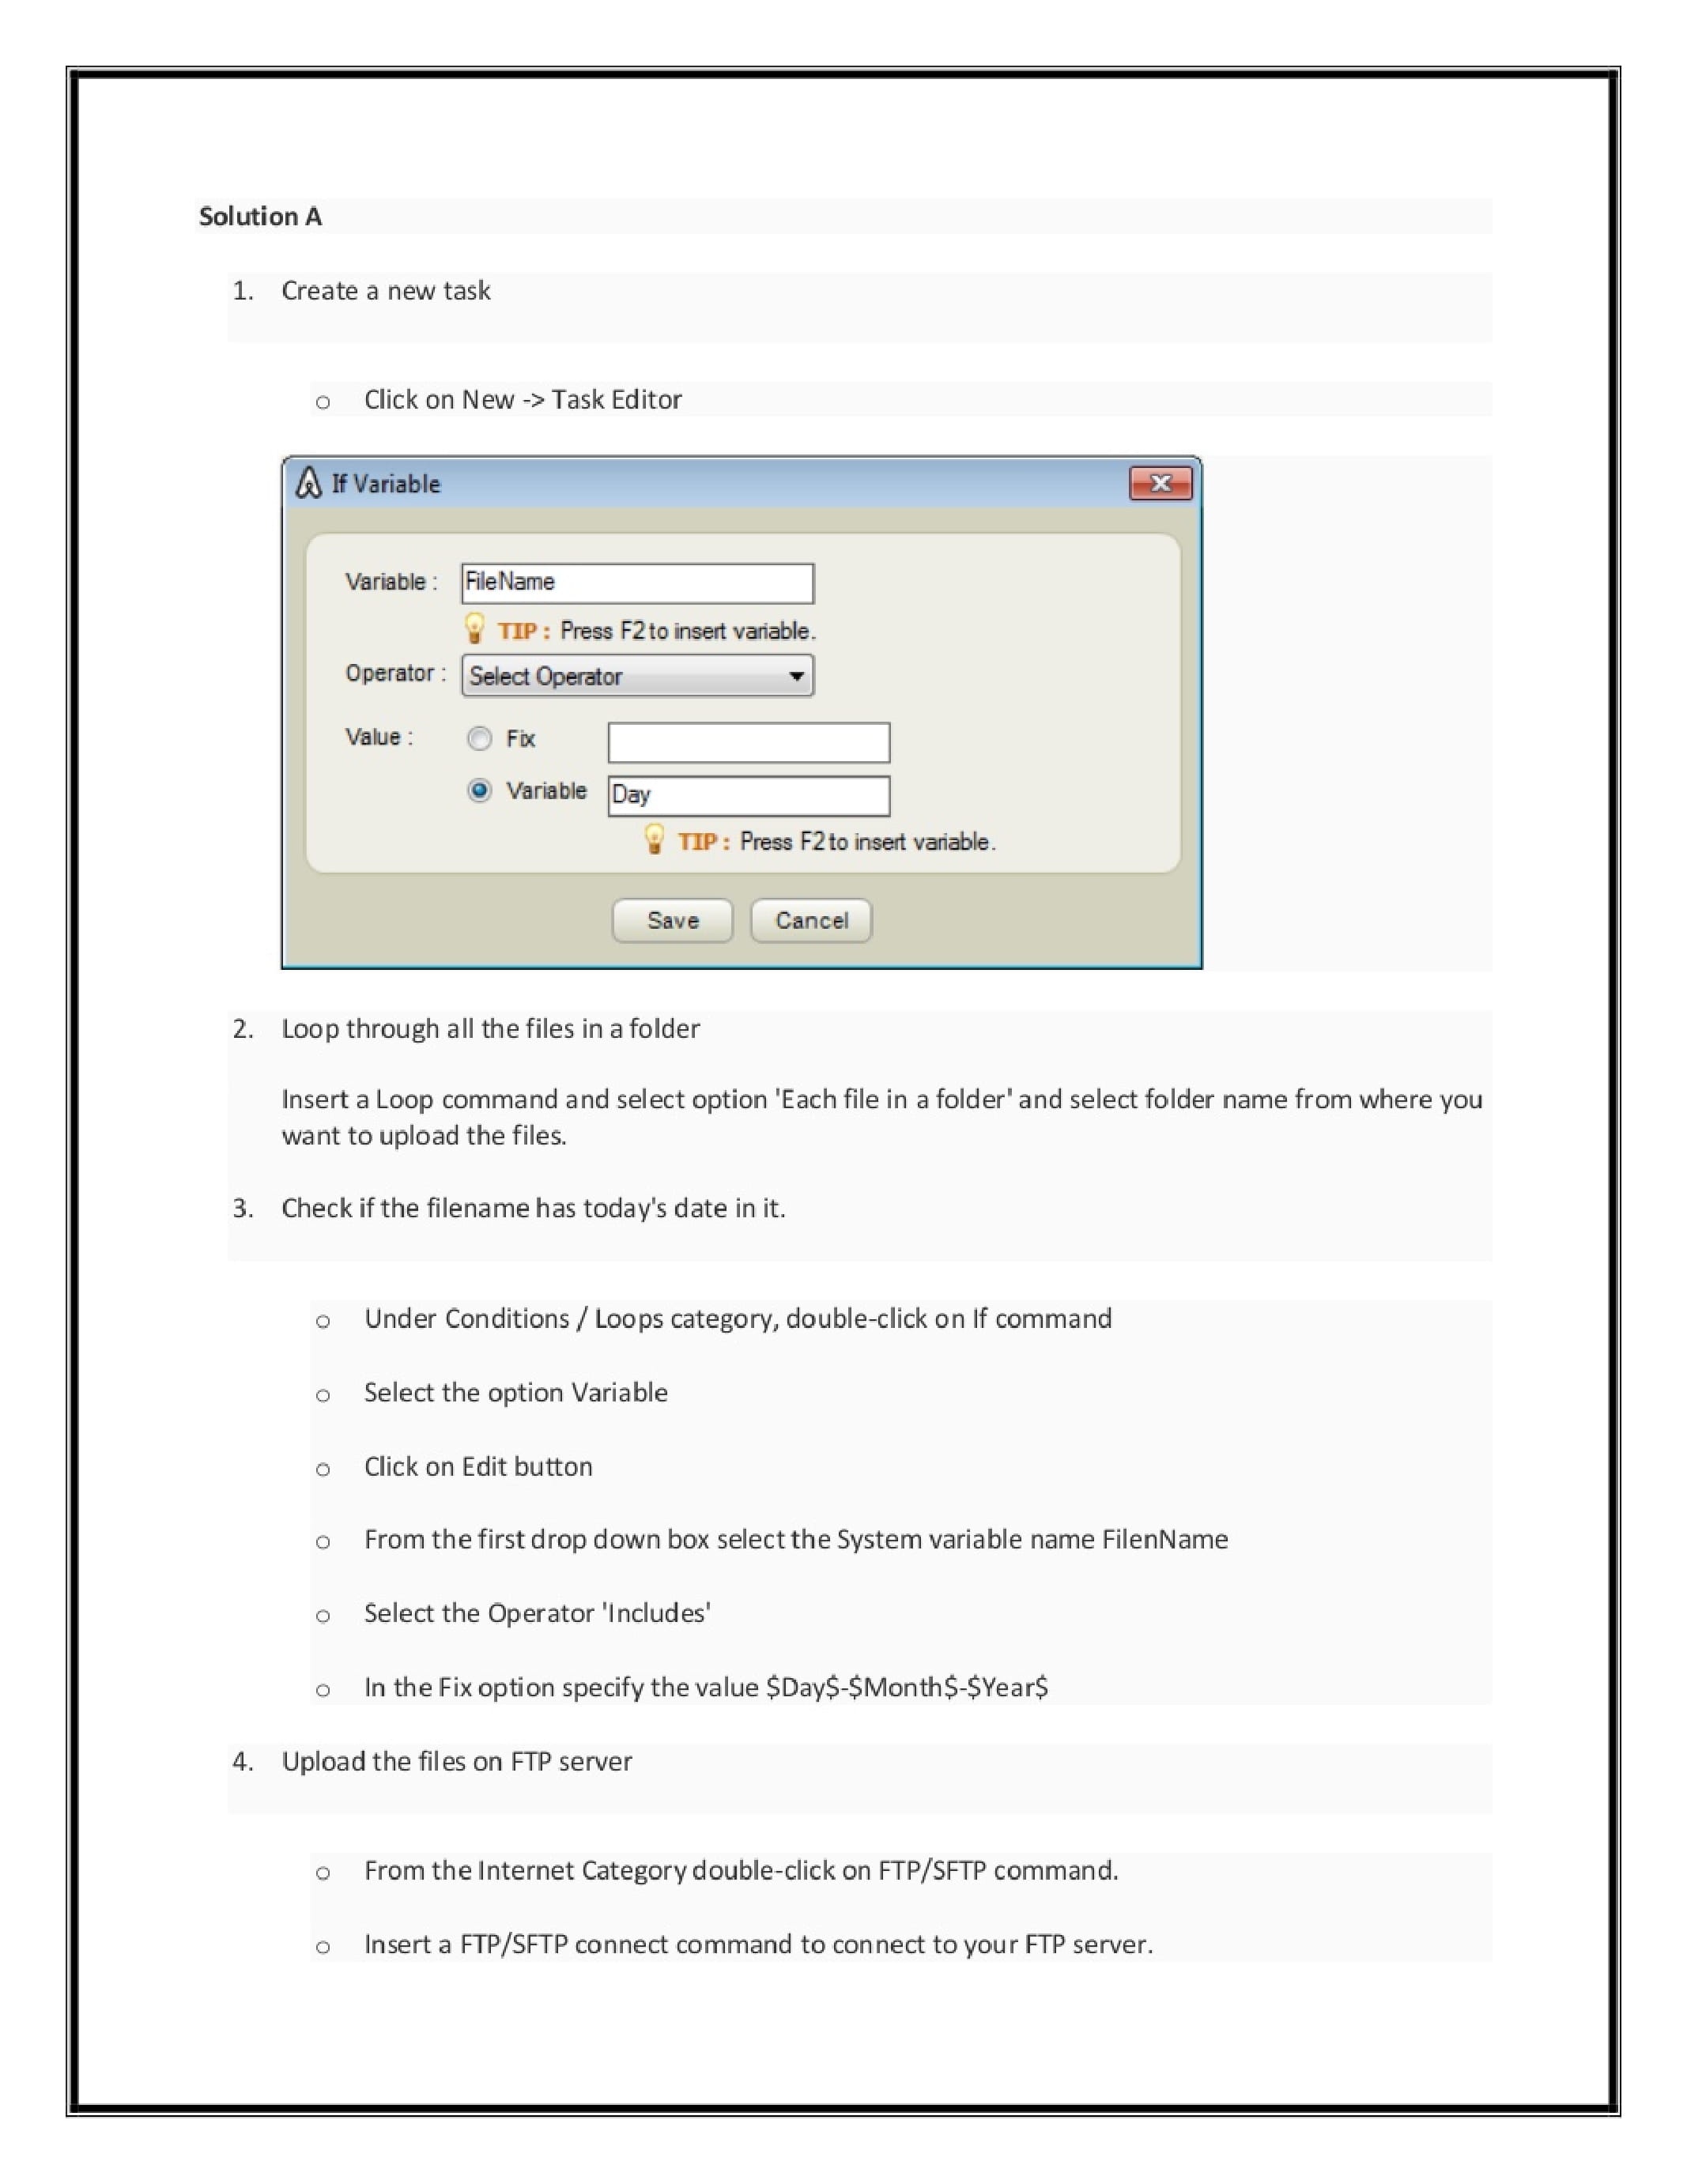 Solution A
1. Create a new task
o Click on New -> Task Editor
If Variable
Variable : FileName
TIP : Press F2 to insert variable.
Operator : Select Operator
Value : Fix
Variable Day
TIP : Press F2 to insert variable.
Save Cancel
2. Loop through all the files in a folder
Insert a Loop command and select option 'Each file in a folder' and select folder name from where you
want to upload the files.
3. Check if the filename has today's date in it.
o Under Conditions / Loops category, double-click on If command
o Select the option Variable
o Click on Edit button
o From the first drop down box select the System variable name FilenName
o Select the Operator 'Includes'
o In the Fix option specify the value $Day$-$Month$-$Year$
4. Upload the files on FTP server
o From the Internet Category double-click on FTP/SFTP command.
o Insert a FTP/SFTP connect command to connect to your FTP server.